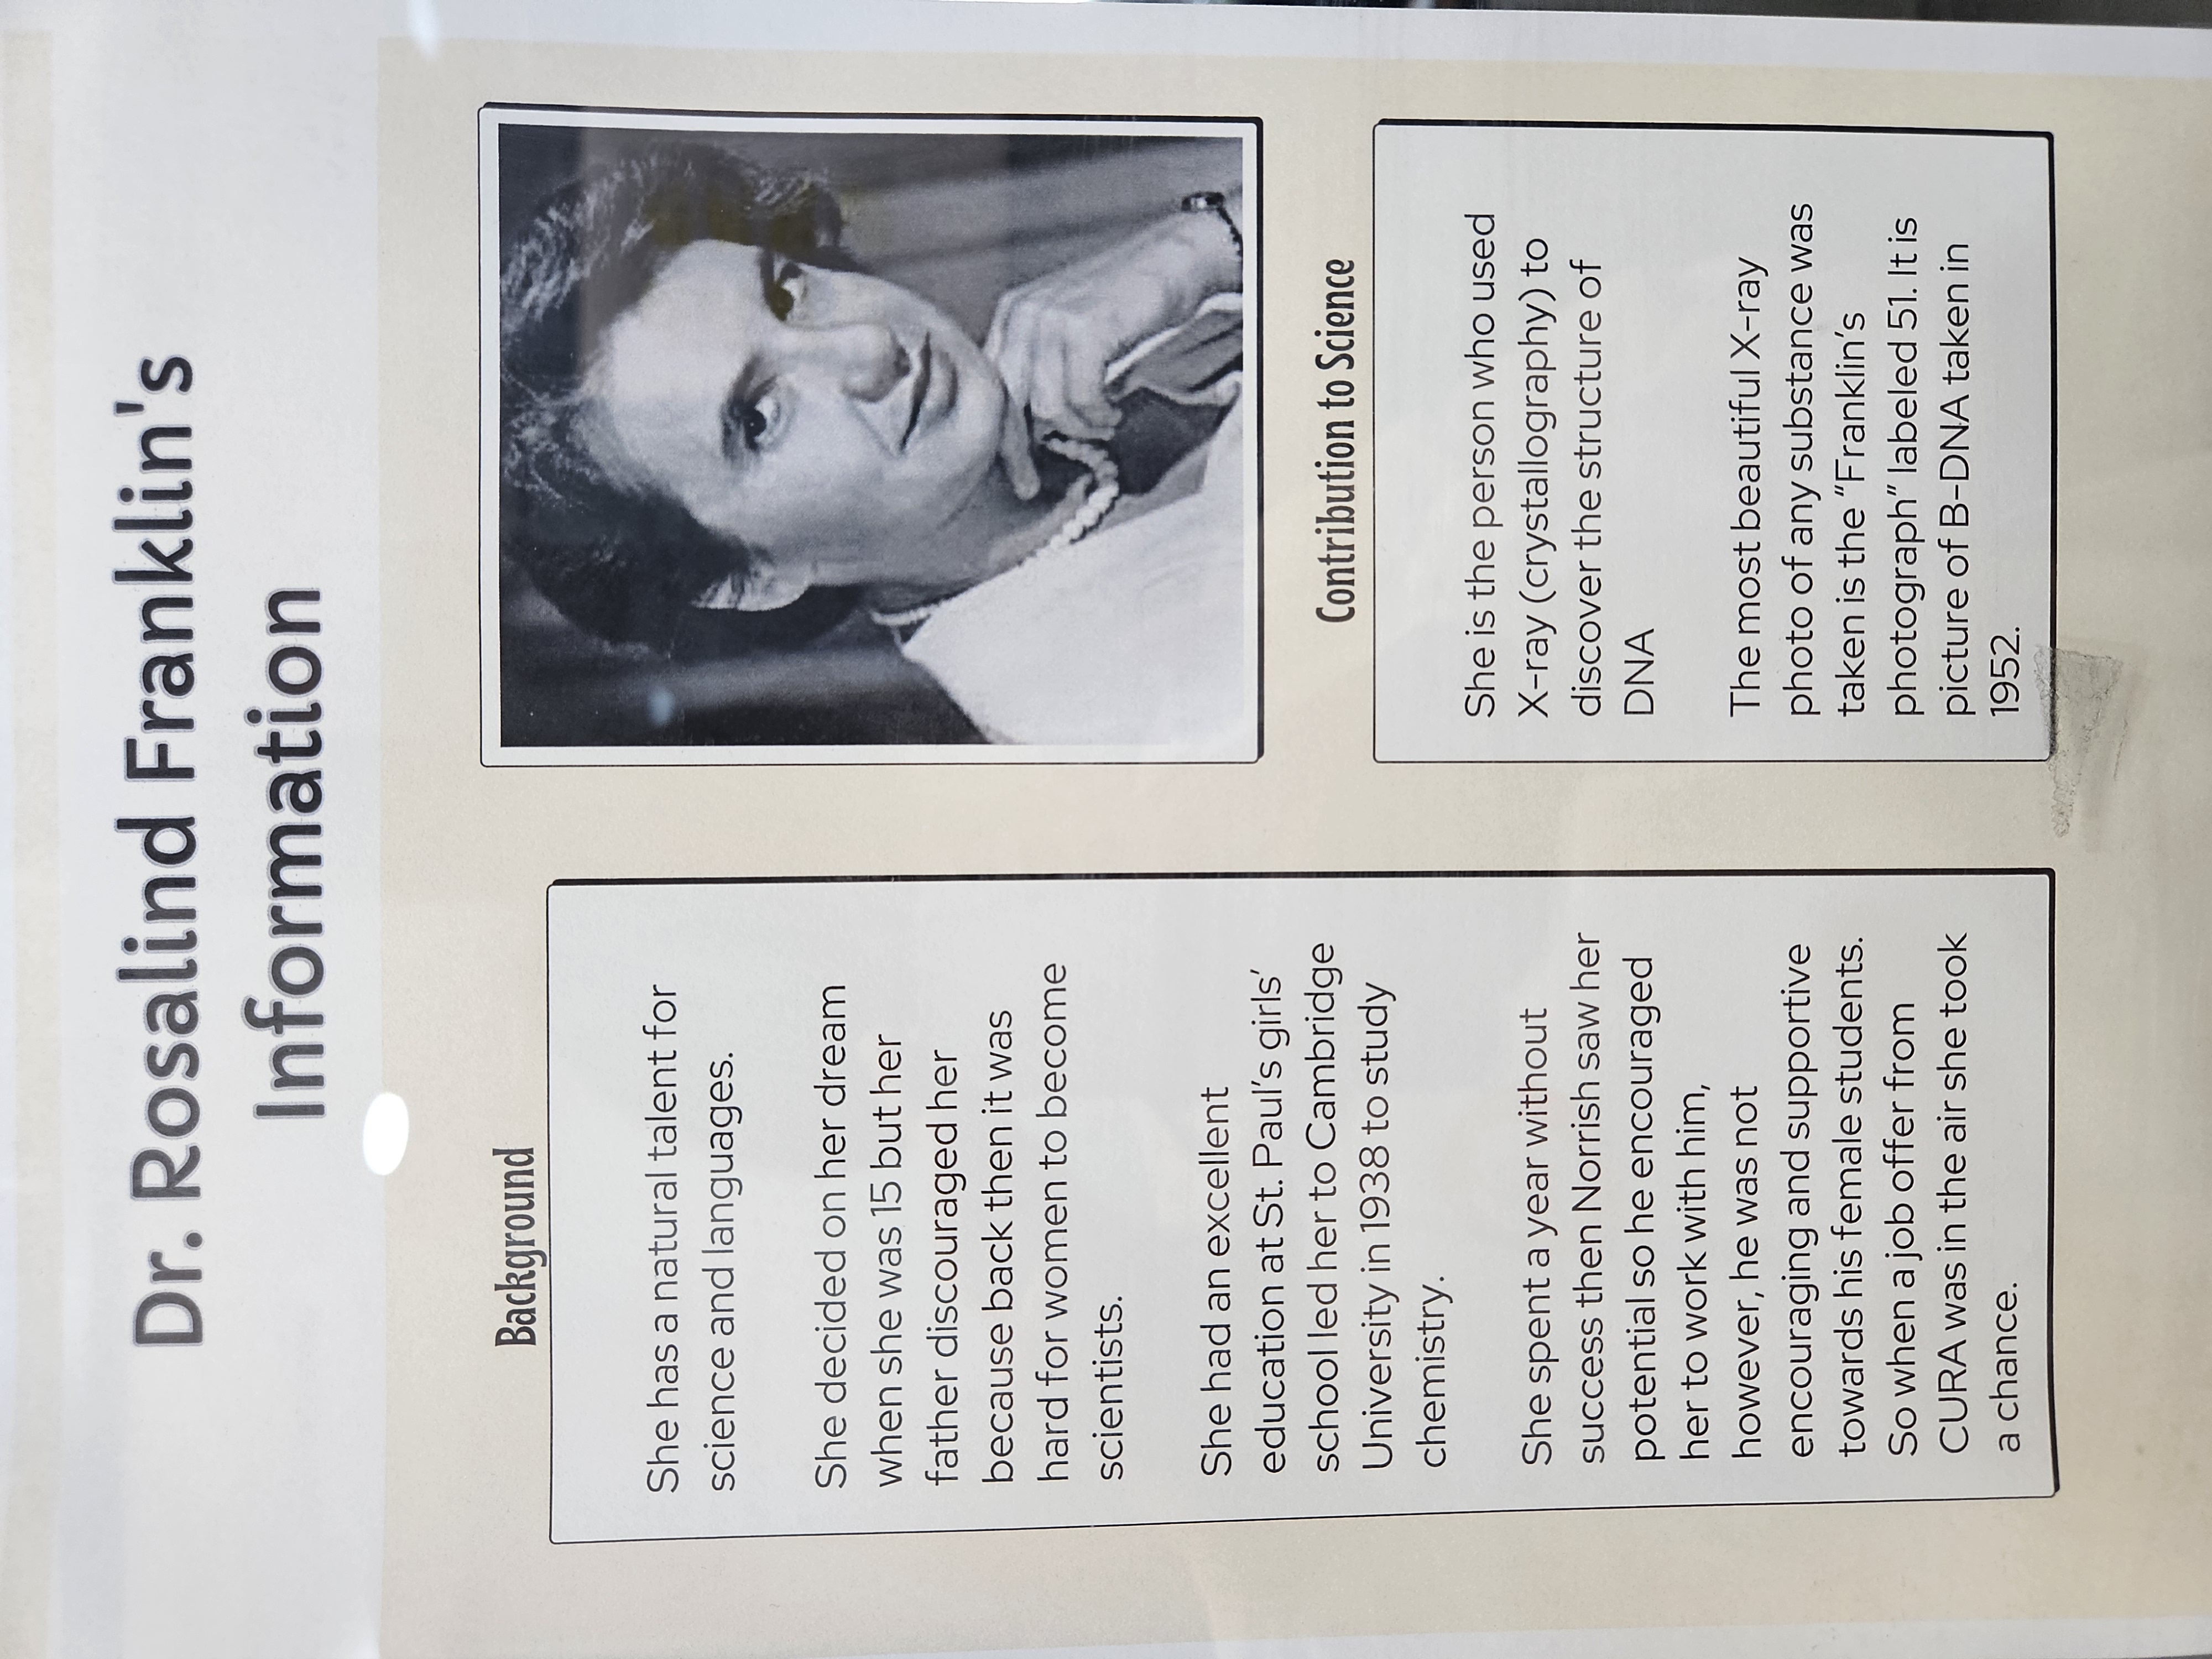 Dr. Rosalind Franklin's
Information
Background
She has a natural talent for
science and languages.
She decided on her dream
when she was 15 but her
father discouraged her
because back then it was
hard for women to become
scientists.
She had an excellent
education at St. Paul’s girls’
school led her to Cambridge
University in 1938 to study
chemistry.
She spent a year without
success then Norrish saw her
potential so he encouraged
her to work with him,
however, he was not
encouraging and supportive
towards his female students.
So when a job offer from
CURA was in the air she took
a chance.
Contribution to Science
She is the person who used
X-ray (crystallography) to
discover the structure of
DNA
The most beautiful X-ray
photo of any substance was
taken is the “Franklin’s
photograph” labeled 51. It is
picture of B-DNA taken in
1952.